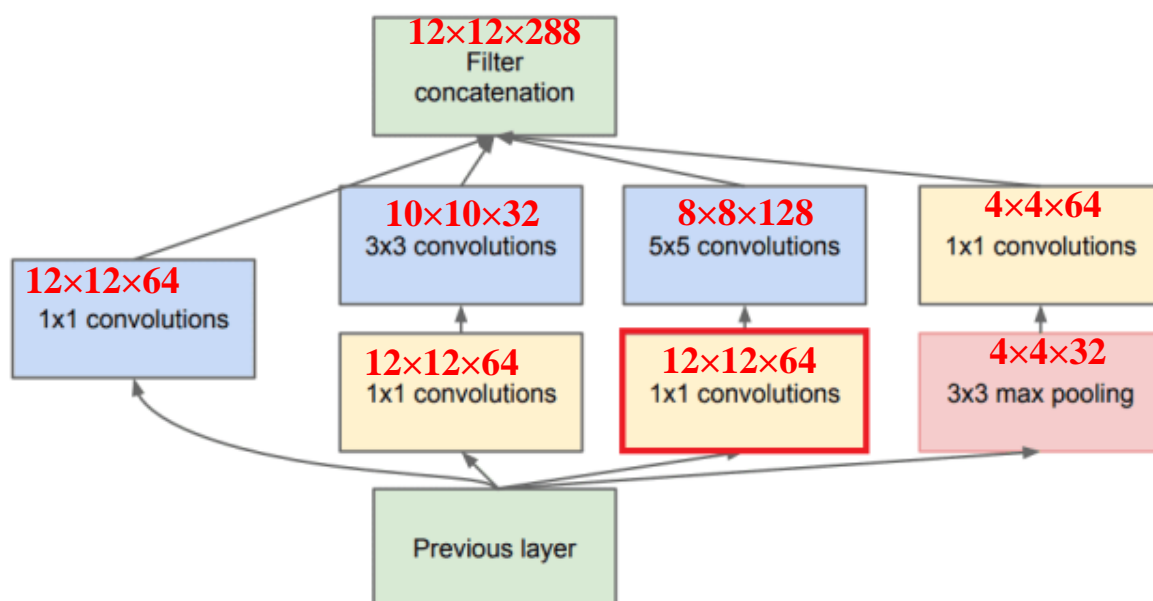 12×12×288
Filter
concatenation
10×10×32
3x3 convolutions
8×8×128
5x5 convolutions
4×4×64
1x1 convolutions
12×12×64
1x1 convolutions
12×12×64
1x1 convolutions
12×12×64
1x1 convolutions
4×4×32
3x3 max pooling
Previous layer